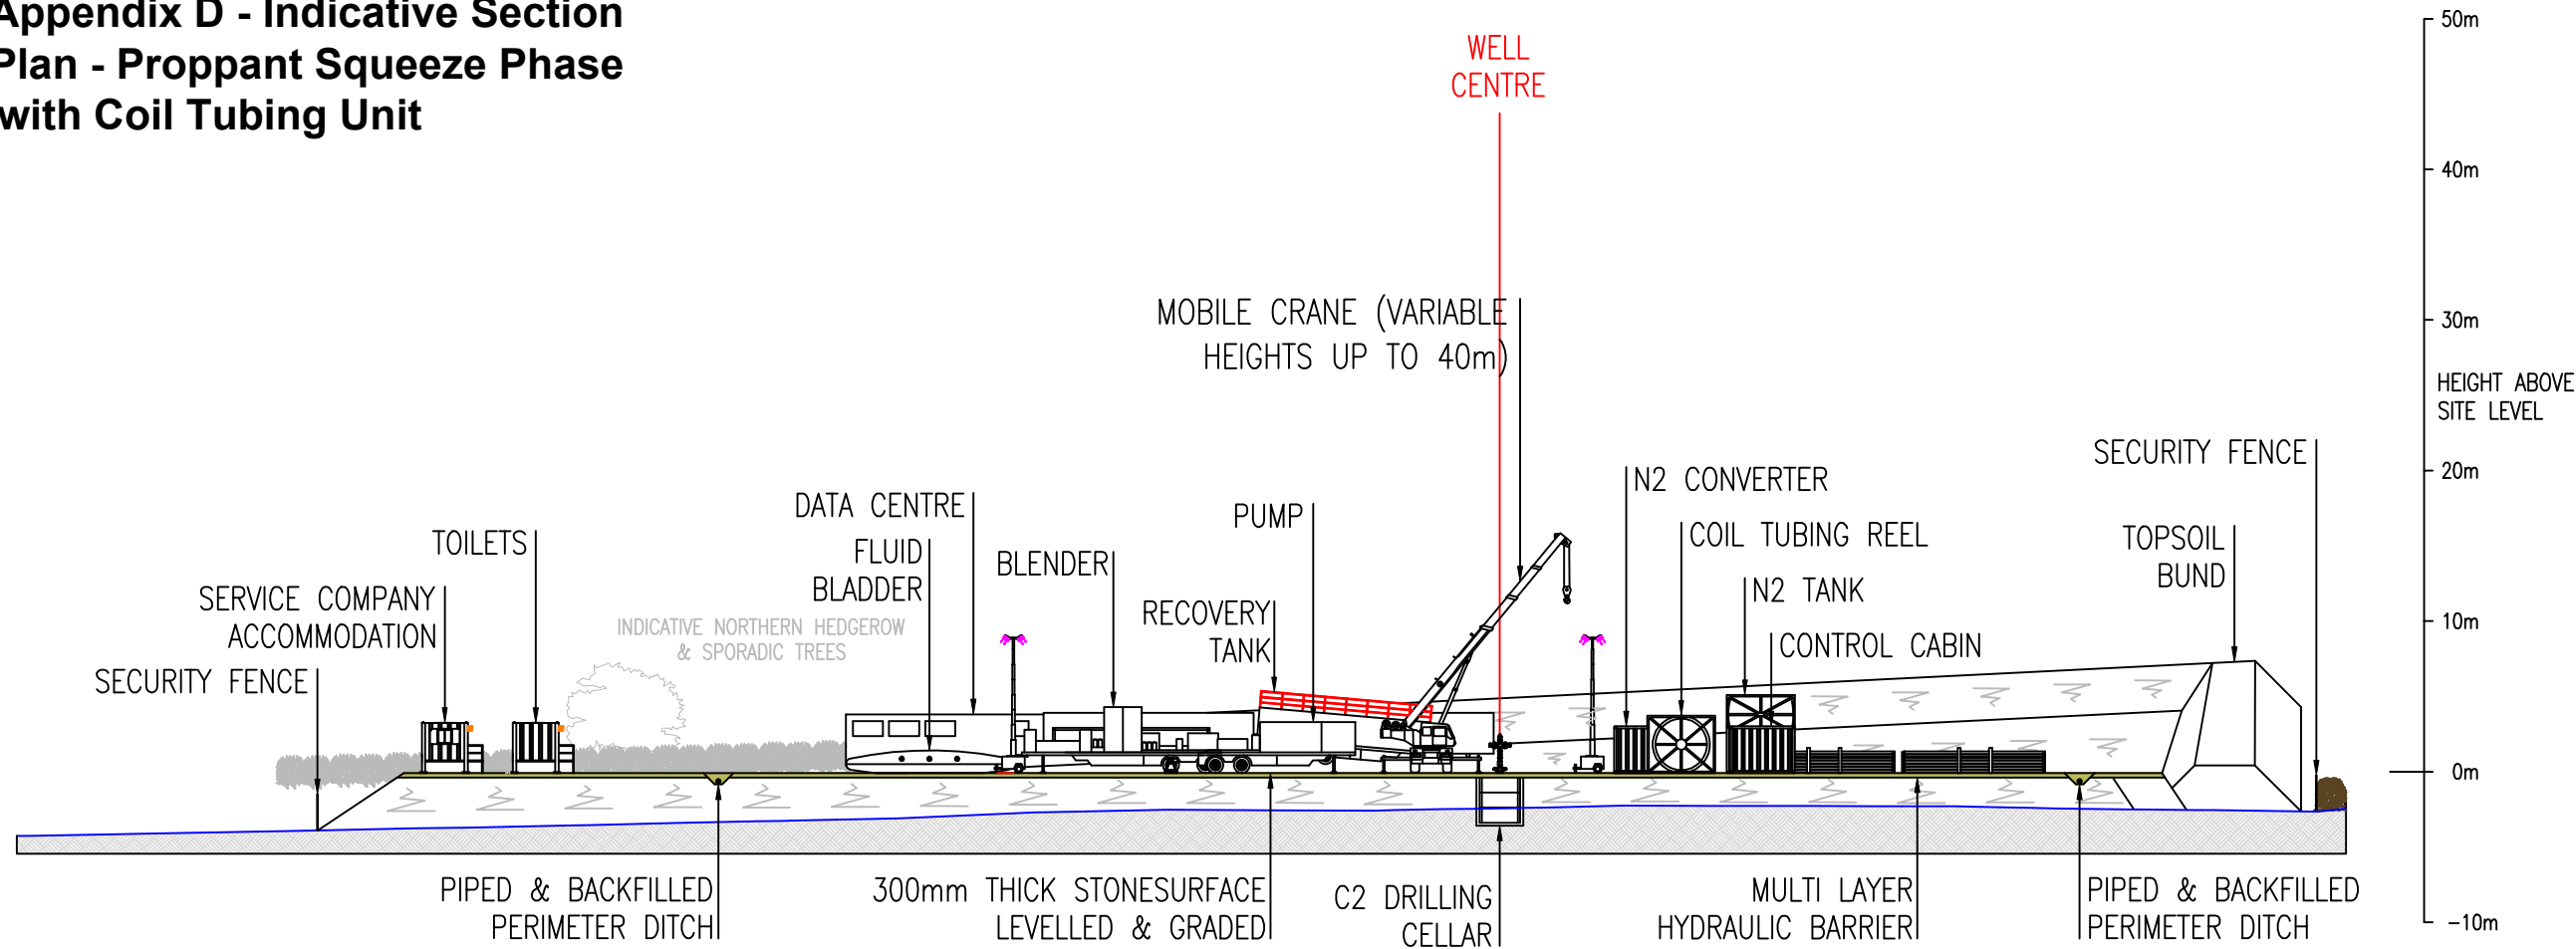 Appendix D - Indicative Section
Plan - Proppant Squeeze Phase
with Coil Tubing Unit
WELL
CENTRE
MOBILE CRANE (VARIABLE
HEIGHTS UP TO 40m)
DATA CENTRE
FLUID
BLADDER
BLENDER
PUMP
RECOVERY
TANK
TOILETS
SERVICE COMPANY
ACCOMMODATION
SECURITY FENCE
INDICATIVE NORTHERN HEDGEROW
& SPORADIC TREES
N2 CONVERTER
COIL TUBING REEL
N2 TANK
CONTROL CABIN
SECURITY FENCE
TOPSOIL
BUND
50m
40m
30m
HEIGHT ABOVE
SITE LEVEL
20m
10m
0m
-10m
PIPED & BACKFILLED
PERIMETER DITCH
300mm THICK STONESURFACE
LEVELLED & GRADED
C2 DRILLING
CELLAR
MULTI LAYER
HYDRAULIC BARRIER
PIPED & BACKFILLED
PERIMETER DITCH